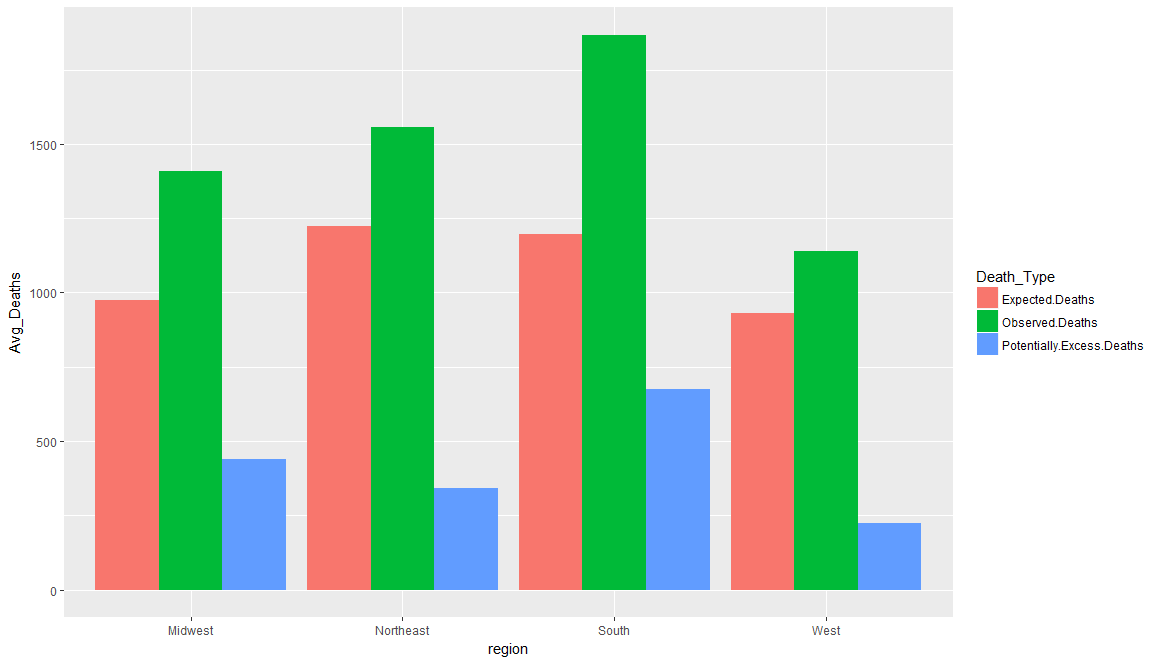 Avg_Deaths
1500
1000
500
0
Midwest
Northeast
South
West
region
Death_Type
Expected.Deaths
Observed.Deaths
Potentially.Excess.Deaths